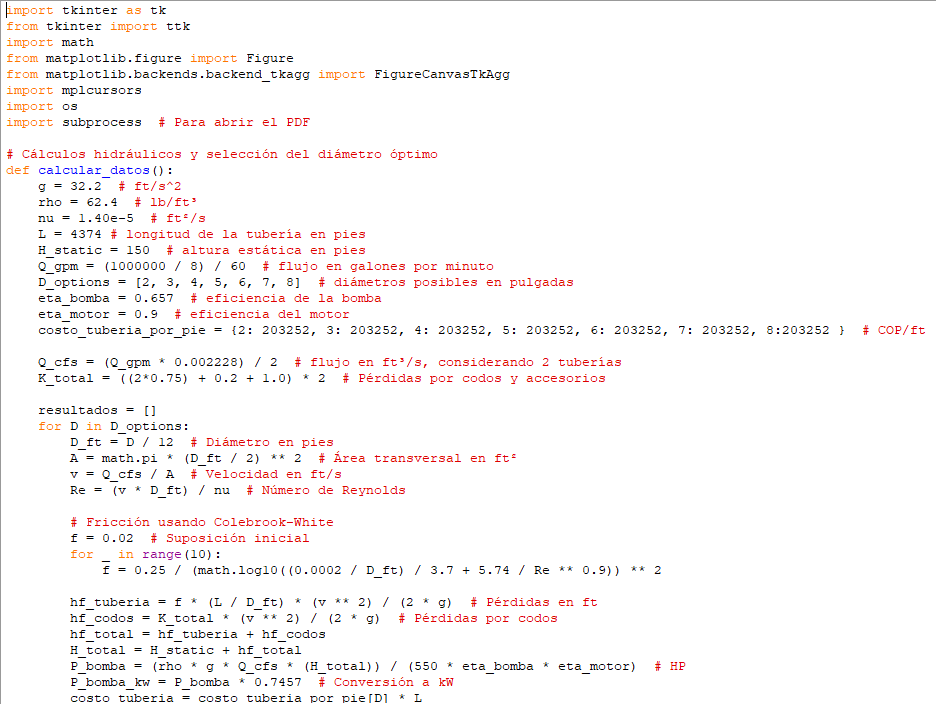 import tkinter as tk
from tkinter import ttk
import math
from matplotlib.figure import Figure
from matplotlib.backends.backend_tkagg import FigureCanvasTkAgg
import mplcursors
import os
import subprocess  # Para abrir el PDF

# Cálculos hidráulicos y selección del diámetro óptimo
def calcular_datos():
    g = 32.2  # ft/s^2
    rho = 62.4  # lb/ft³
    nu = 1.40e-5  # ft²/s
    L = 4374 # longitud de la tubería en pies
    H_static = 150  # altura estática en pies
    Q_gpm = (1000000 / 8) / 60  # flujo en galones por minuto
    D_options = [2, 3, 4, 5, 6, 7, 8]  # diámetros posibles en pulgadas
    eta_bomba = 0.657  # eficiencia de la bomba
    eta_motor = 0.9  # eficiencia del motor
    costo_tuberia_por_pie = {2: 203252, 3: 203252, 4: 203252, 5: 203252, 6: 203252, 7: 203252, 8:203252 }  # COP/ft

    Q_cfs = (Q_gpm * 0.002228) / 2  # flujo en ft³/s, considerando 2 tuberías
    K_total = ((2*0.75) + 0.2 + 1.0) * 2  # Pérdidas por codos y accesorios

    resultados = []
    for D in D_options:
        D_ft = D / 12  # Diámetro en pies
        A = math.pi * (D_ft / 2) ** 2  # Área transversal en ft²
        v = Q_cfs / A  # Velocidad en ft/s
        Re = (v * D_ft) / nu  # Número de Reynolds

        # Fricción usando Colebrook-White
        f = 0.02  # Suposición inicial
        for _ in range(10):
            f = 0.25 / (math.log10((0.0002 / D_ft) / 3.7 + 5.74 / Re ** 0.9)) ** 2

        hf_tuberia = f * (L / D_ft) * (v ** 2) / (2 * g)  # Pérdidas en ft
        hf_codos = K_total * (v ** 2) / (2 * g)  # Pérdidas por codos
        hf_total = hf_tuberia + hf_codos
        H_total = H_static + hf_total
        P_bomba = (rho * g * Q_cfs * (H_total)) / (550 * eta_bomba * eta_motor)  # HP
        P_bomba_kw = P_bomba * 0.7457  # Conversión a kW
        costo_tuberia = costo_tuberia_por_pie[D] * L